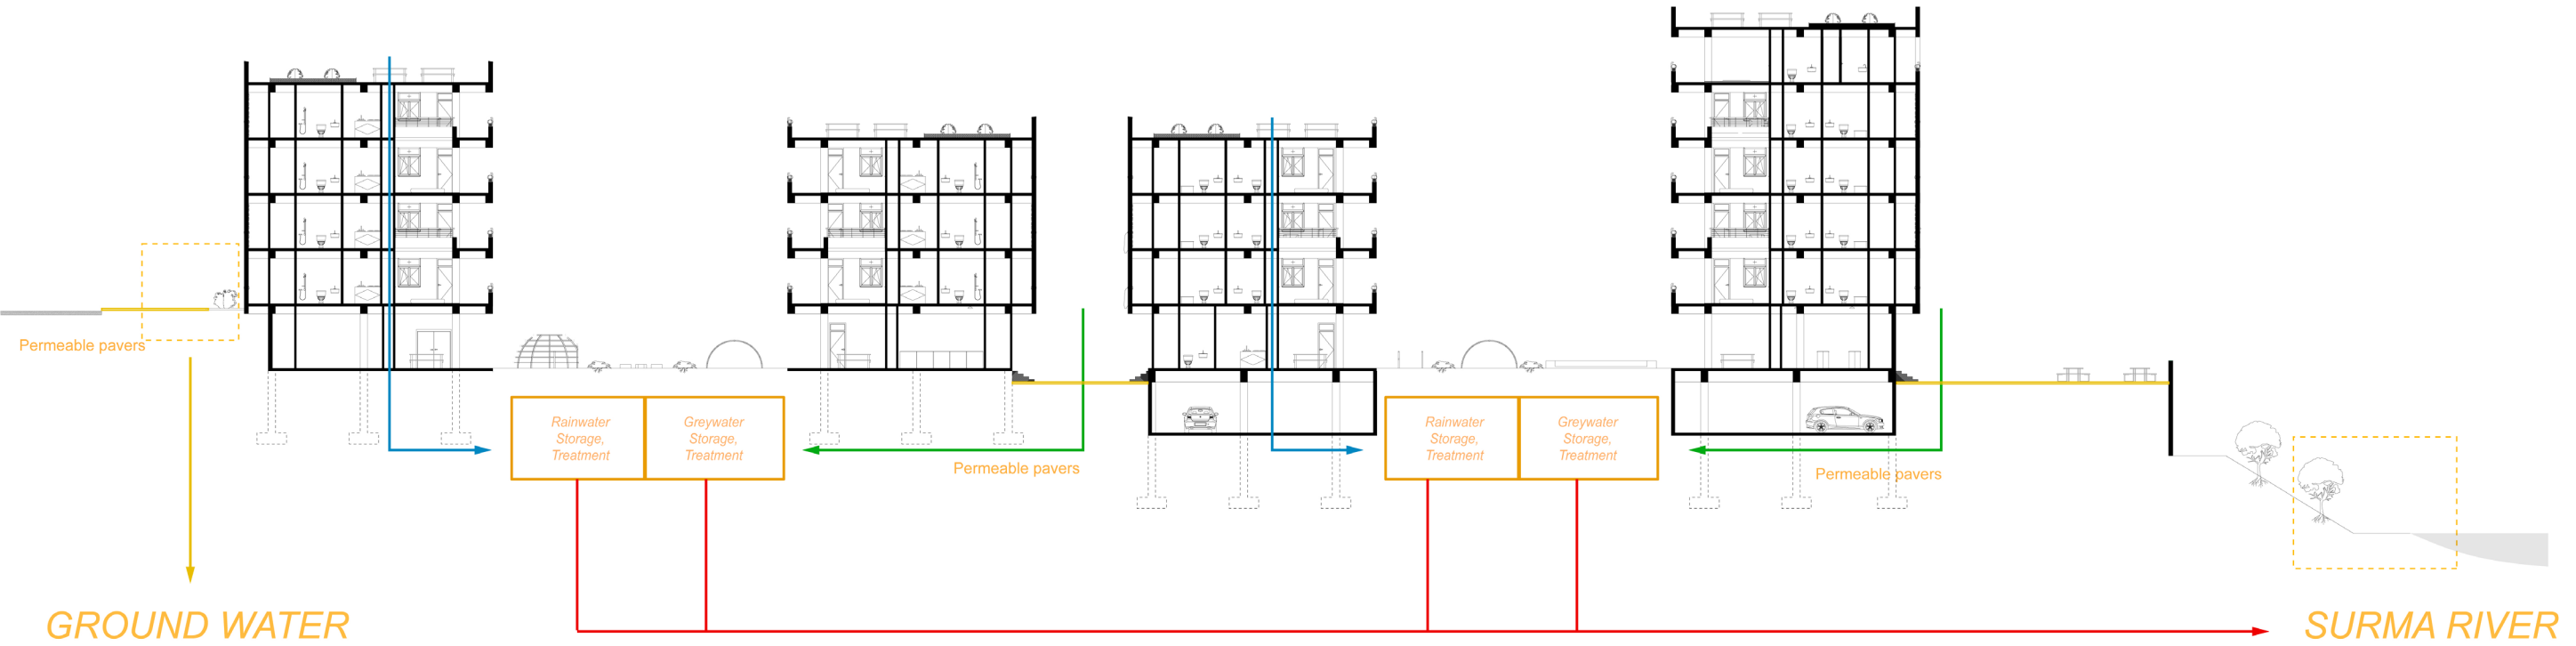 Permeable pavers
Rainwater
Storage,
Treatment
Greywater
Storage,
Treatment
Permeable pavers
Rainwater
Storage,
Treatment
Greywater
Storage,
Treatment
Permeable pavers
GROUND WATER
SURMA RIVER